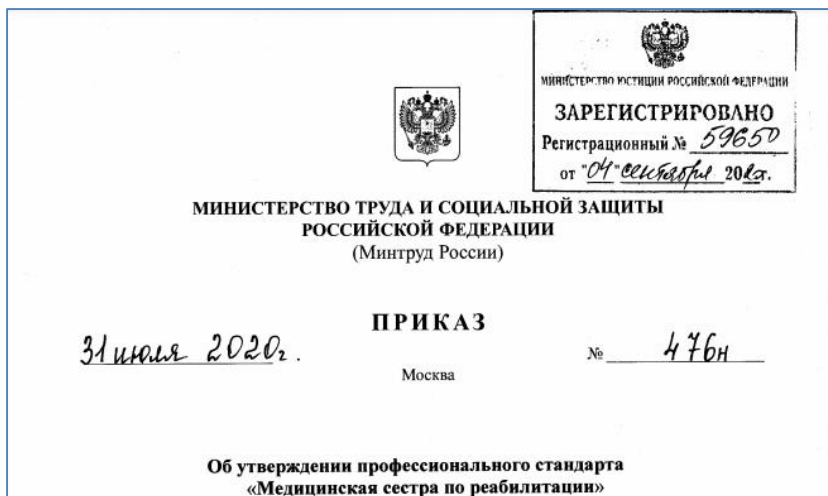 МИНИСТЕРСТВО ЮСТИЦИИ РОССИЙСКОЙ ФЕДЕРАЦИИ
ЗАРЕГИСТРИРОВАНО
Регистрационный № 59650
от "04" сентября 2020г.
МИНИСТЕРСТВО ТРУДА И СОЦИАЛЬНОЙ ЗАЩИТЫ
РОССИЙСКОЙ ФЕДЕРАЦИИ
(Минтруд России)
ПРИКАЗ
31 июля 2020г. № 476н
Москва
Об утверждении профессионального стандарта
«Медицинская сестра по реабилитации»